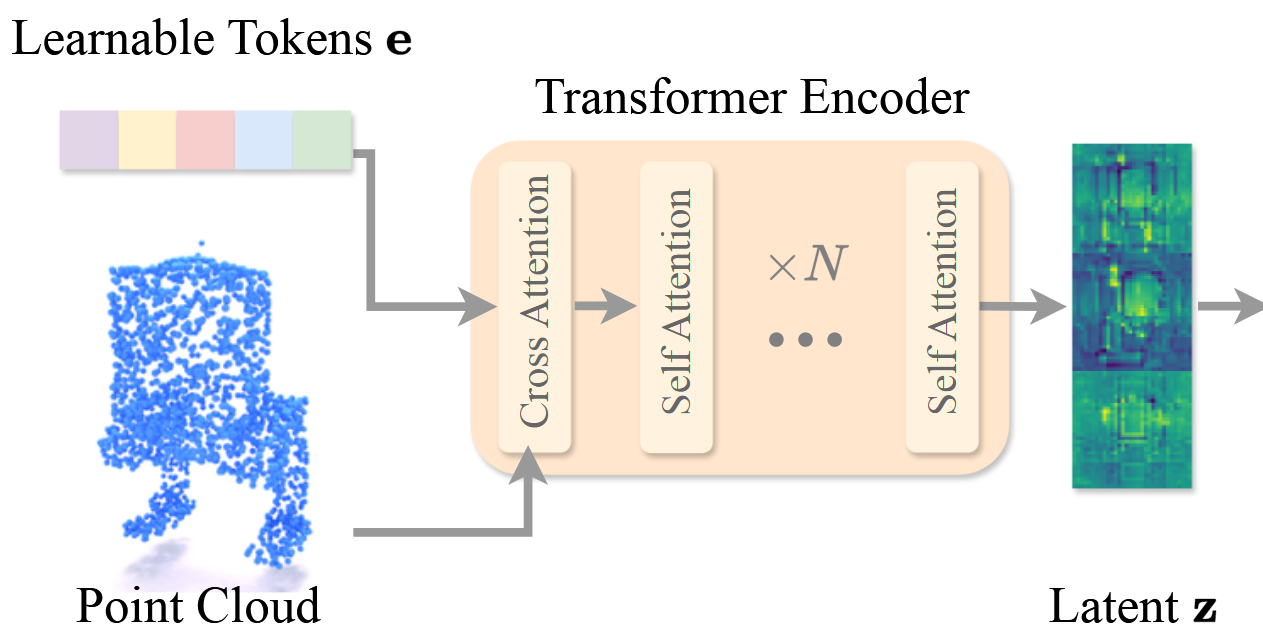 Learnable Tokens e
Transformer Encoder
Cross Attention
Self Attention
×N
Self Attention
Point Cloud
Latent z